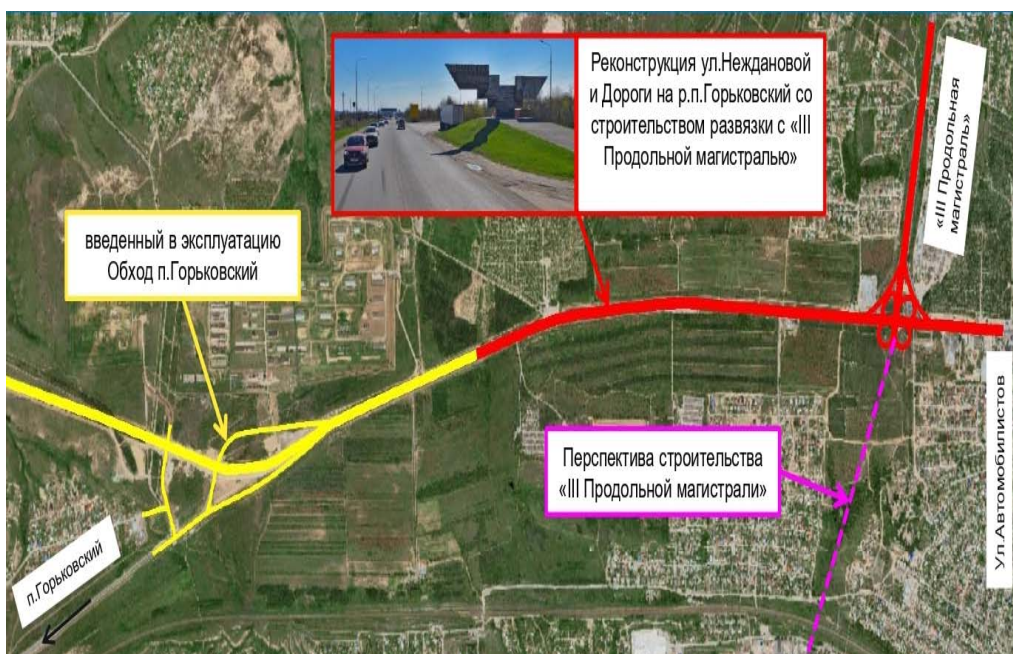 Реконструкция ул.Неждановой
и Дороги на р.п.Горьковский со
строительством развязки с «III
Продольной магистралью»
«III Продольная
магистраль»
введенный в эксплуатацию
Обход п.Горьковский
Перспектива строительства
«III Продольной магистрали»
Ул.Автомобилистов
п.Горьковский